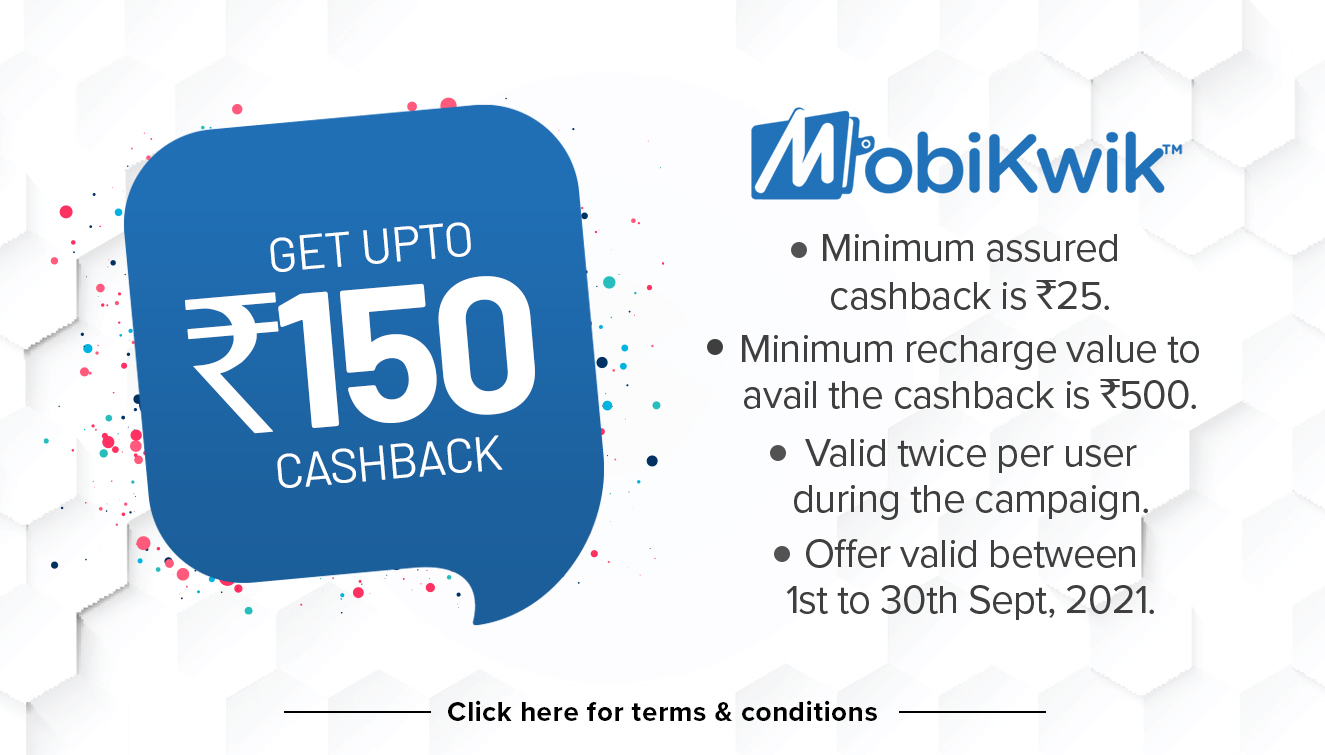 GET UPTO
₹150
CASHBACK
MobiKwik™
• Minimum assured
cashback is ₹25.
• Minimum recharge value to
avail the cashback is ₹500.
• Valid twice per user
during the campaign.
• Offer valid between
1st to 30th Sept, 2021.
Click here for terms & conditions